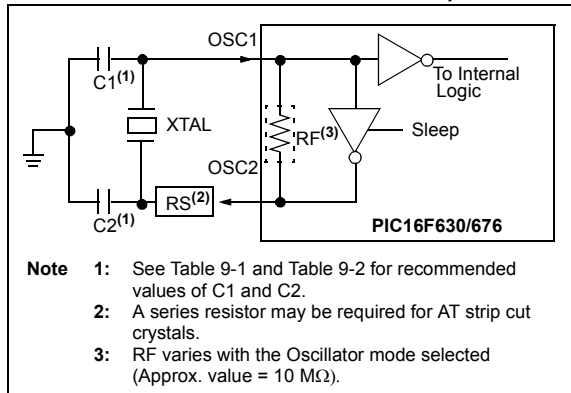 OSC1
C1(1)
To Internal
Logic
XTAL
RF(3)
Sleep
OSC2
C2(1)
RS(2)
PIC16F630/676
Note 1: See Table 9-1 and Table 9-2 for recommended
values of C1 and C2.
2: A series resistor may be required for AT strip cut
crystals.
3: RF varies with the Oscillator mode selected
(Approx. value = 10 MΩ).